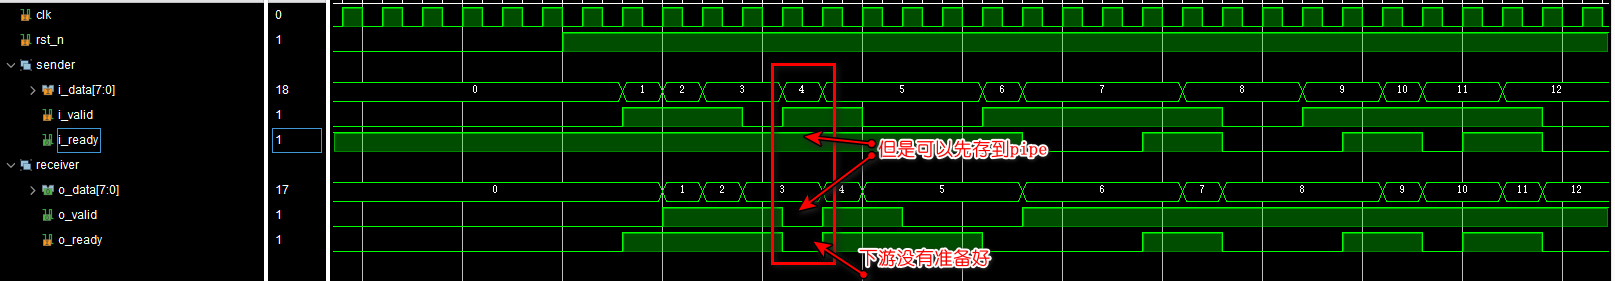 clk 0
rst_n 1
sender
i_data[7:0] 18 0 1 2 3 4 5 6 7 8 9 10 11 12
i_valid 1
i_ready 1
但是可以先存到pipe
receiver
o_data[7:0] 17 0 1 2 3 4 5 6 7 8 9 10 11 12
o_valid 1
o_ready 1
下游没有准备好